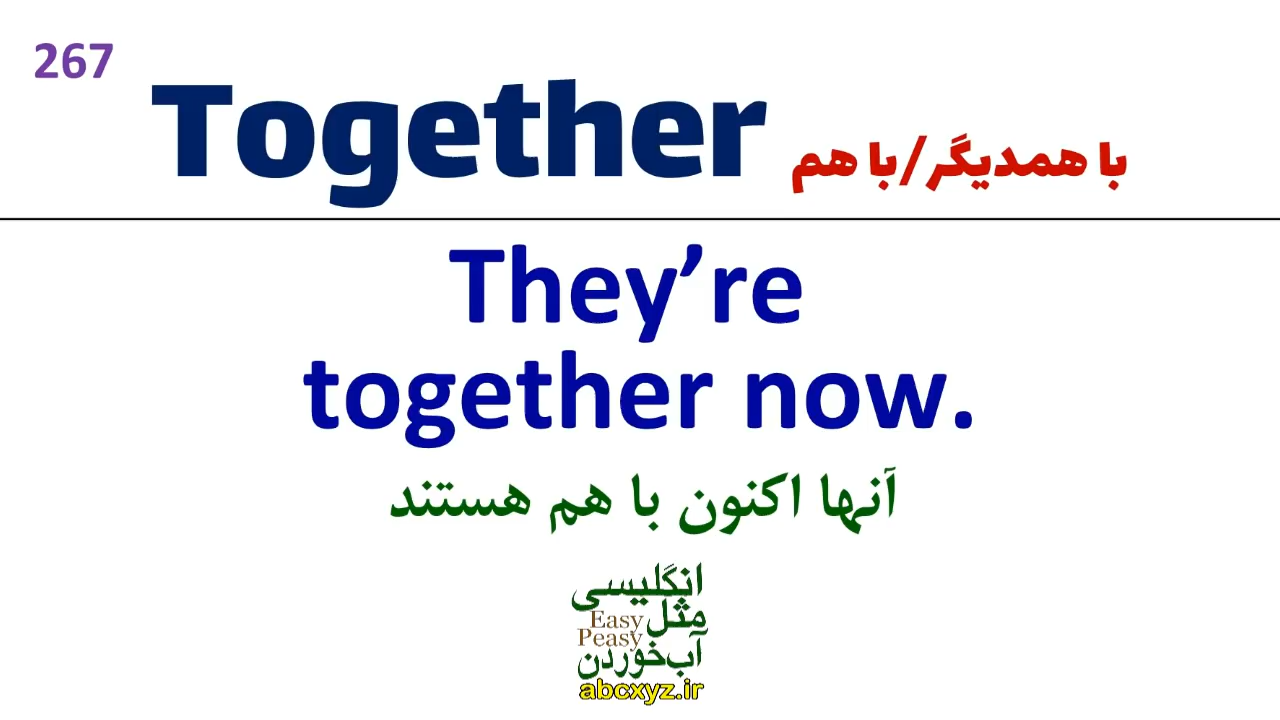 267
Together با همدیگر/با هم
They’re
together now.
آنها اکنون با هم هستند
انگلیسی
مثل Easy
Peasy
آب‌خوردن
abcxyz.ir